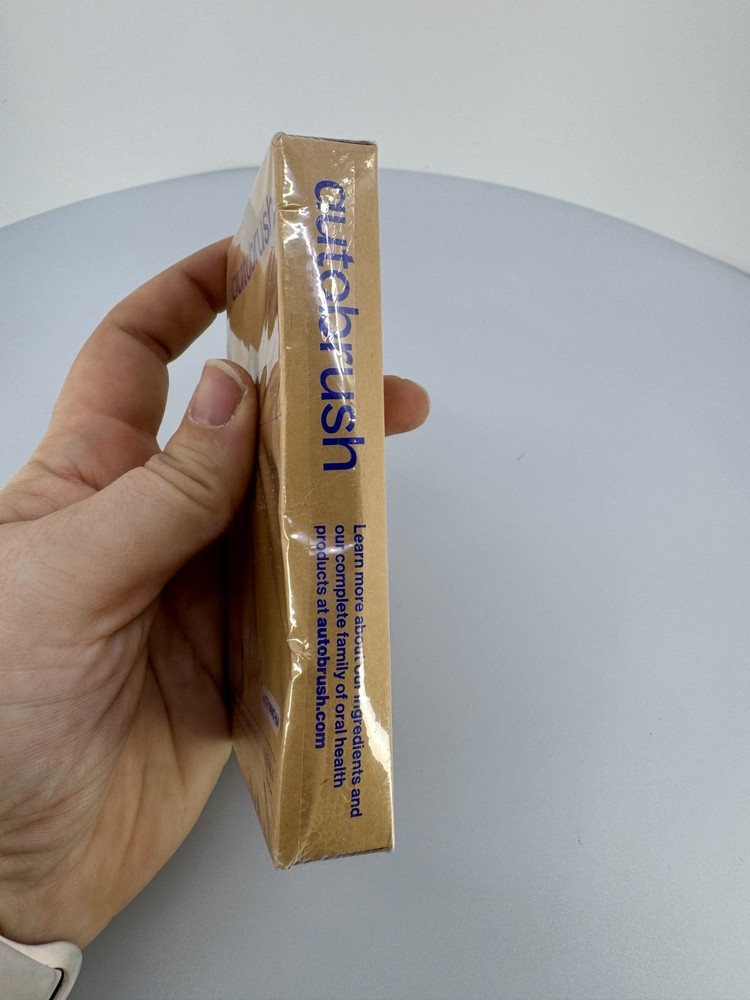 autobrush
autobrush
Learn more about our ingredients and
our complete family of oral health
products at autobrush.com